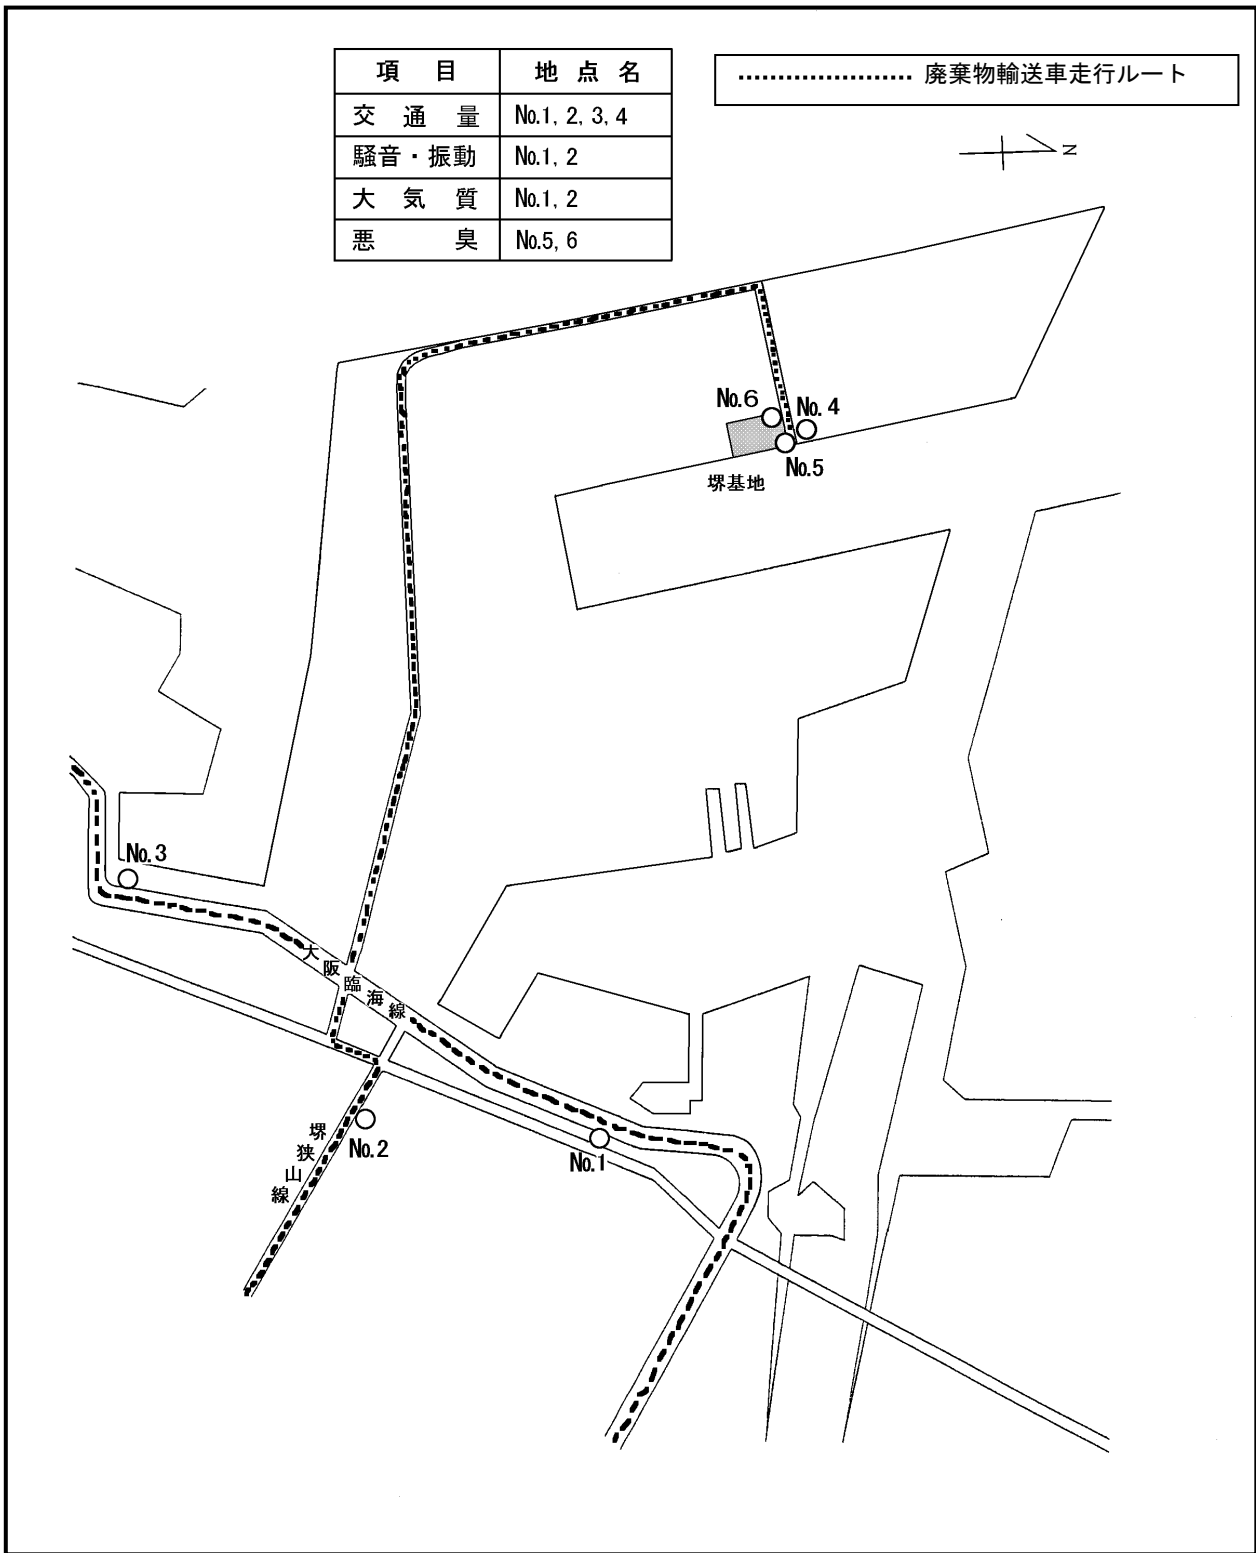 項 目 地 点 名
交 通 量 No.1, 2, 3, 4
騒音・振動 No.1, 2
大 気 質 No.1, 2
悪 臭 No.5, 6
廃棄物輸送車走行ルート
N
No.6
No.4
No.5
堺基地
No.3
大阪臨海線
No.2
No.1
堺狭山線